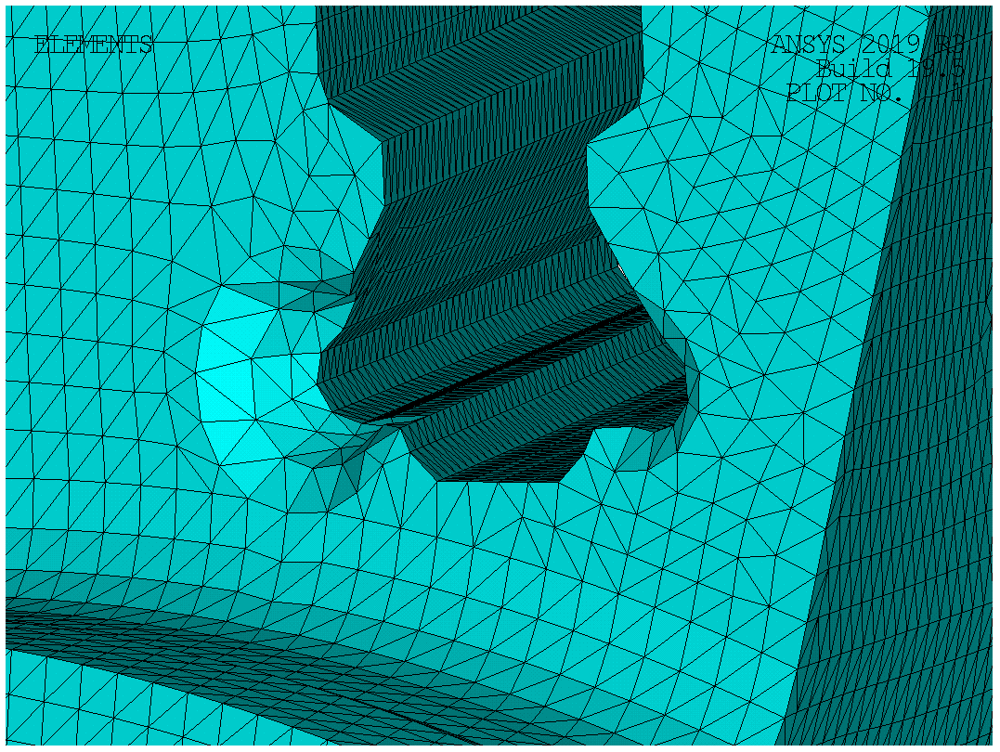 ELEMENTS
ANSYS 2019 R3
Build 19.5
PLOT NO. 1